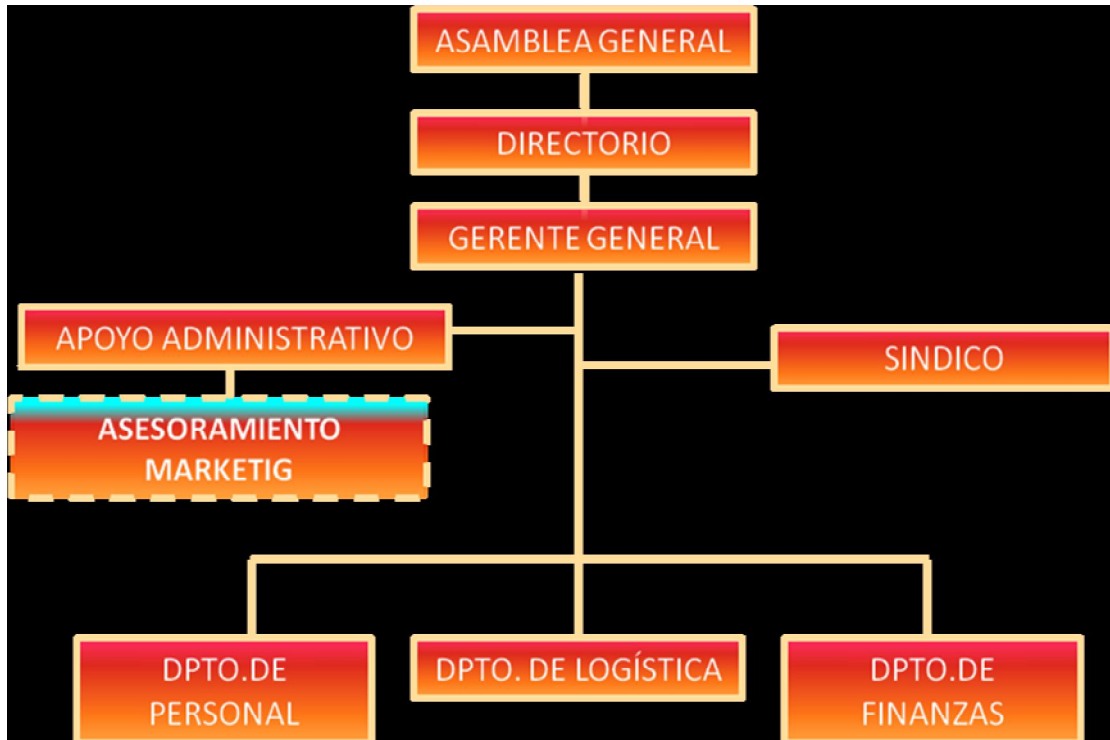 ASAMBLEA GENERAL
DIRECTORIO
GERENTE GENERAL
APOYO ADMINISTRATIVO
SINDICO
ASESORAMIENTO
MARKETIG
DPTO.DE
PERSONAL
DPTO. DE LOGÍSTICA
DPTO.DE
FINANZAS